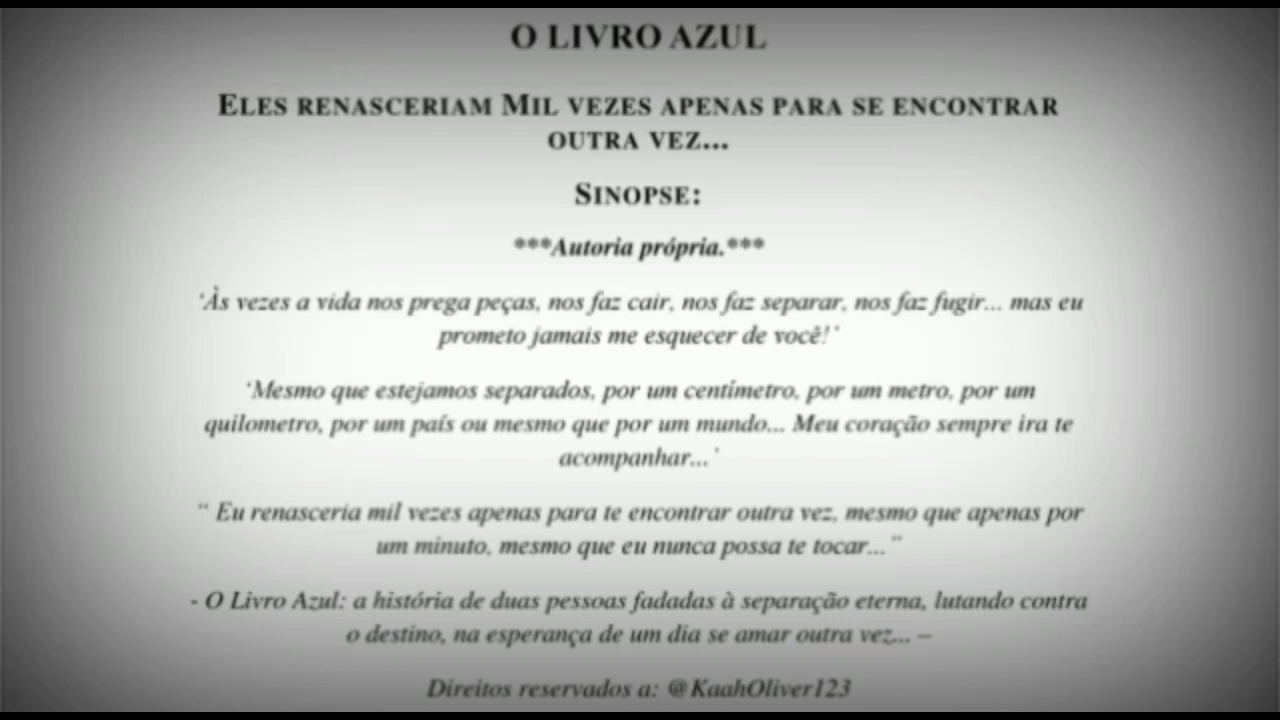 O LIVRO AZUL
ELES RENASCERIAM MIL VEZES APENAS PARA SE ENCONTRAR
OUTRA VEZ...
SINOPSE:
***Autoria própria.***
‘Às vezes a vida nos prega peças, nos faz cair, nos faz separar, nos faz fugir... mas eu
prometo jamais me esquecer de você!`
‘Mesmo que estejamos separados, por um centímetro, por um metro, por um
quilometro, por um país ou mesmo que por um mundo... Meu coração sempre ira te
acompanhar...`
¨ Eu renasceria mil vezes apenas para te encontrar outra vez, mesmo que apenas por
um minuto, mesmo que eu nunca possa te tocar...¨
- O Livro Azul: a história de duas pessoas fadadas à separação eterna, lutando contra
o destino, na esperança de um dia se amar outra vez... –
Direitos reservados a: @KaahOliver123